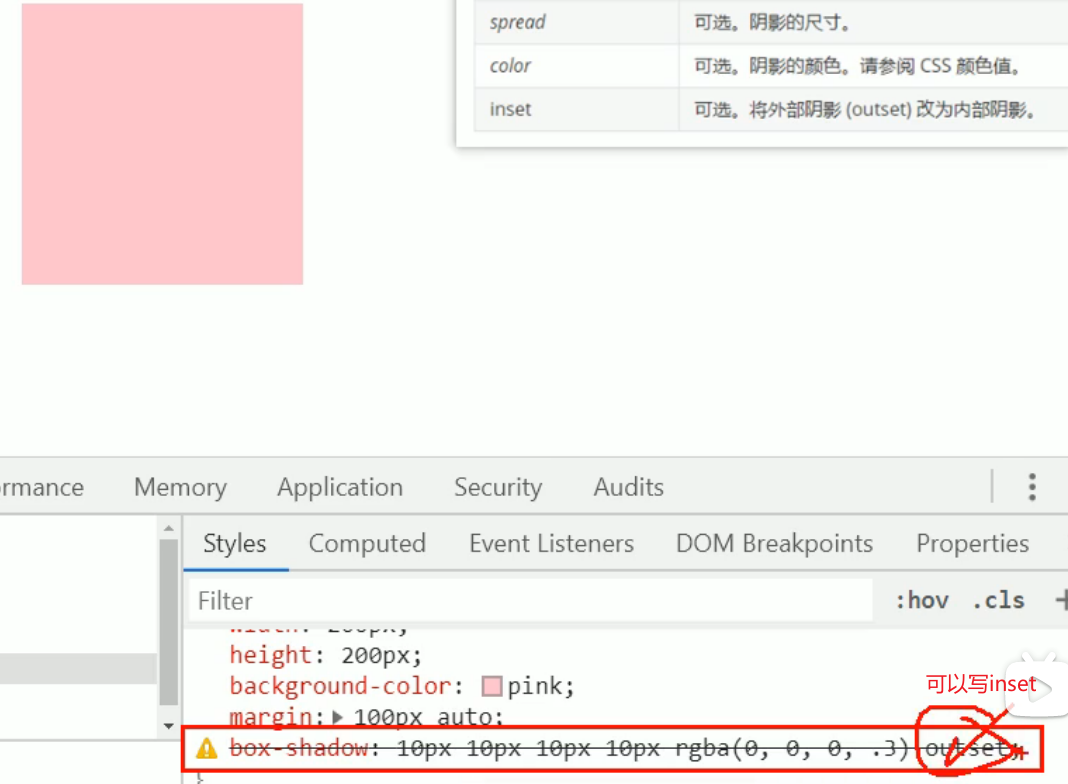 spread 可选。阴影的尺寸。
color 可选。阴影的颜色。请参阅 CSS 颜色值。
inset 可选。将外部阴影 (outset) 改为内部阴影。
rmance Memory Application Security Audits
Styles Computed Event Listeners DOM Breakpoints Properties
Filter :hov .cls +
width: 200px;
height: 200px;
background-color: pink;
可以写inset
margin: 100px auto;
box-shadow: 10px 10px 10px 10px rgba(0, 0, 0, .3) outset;
}